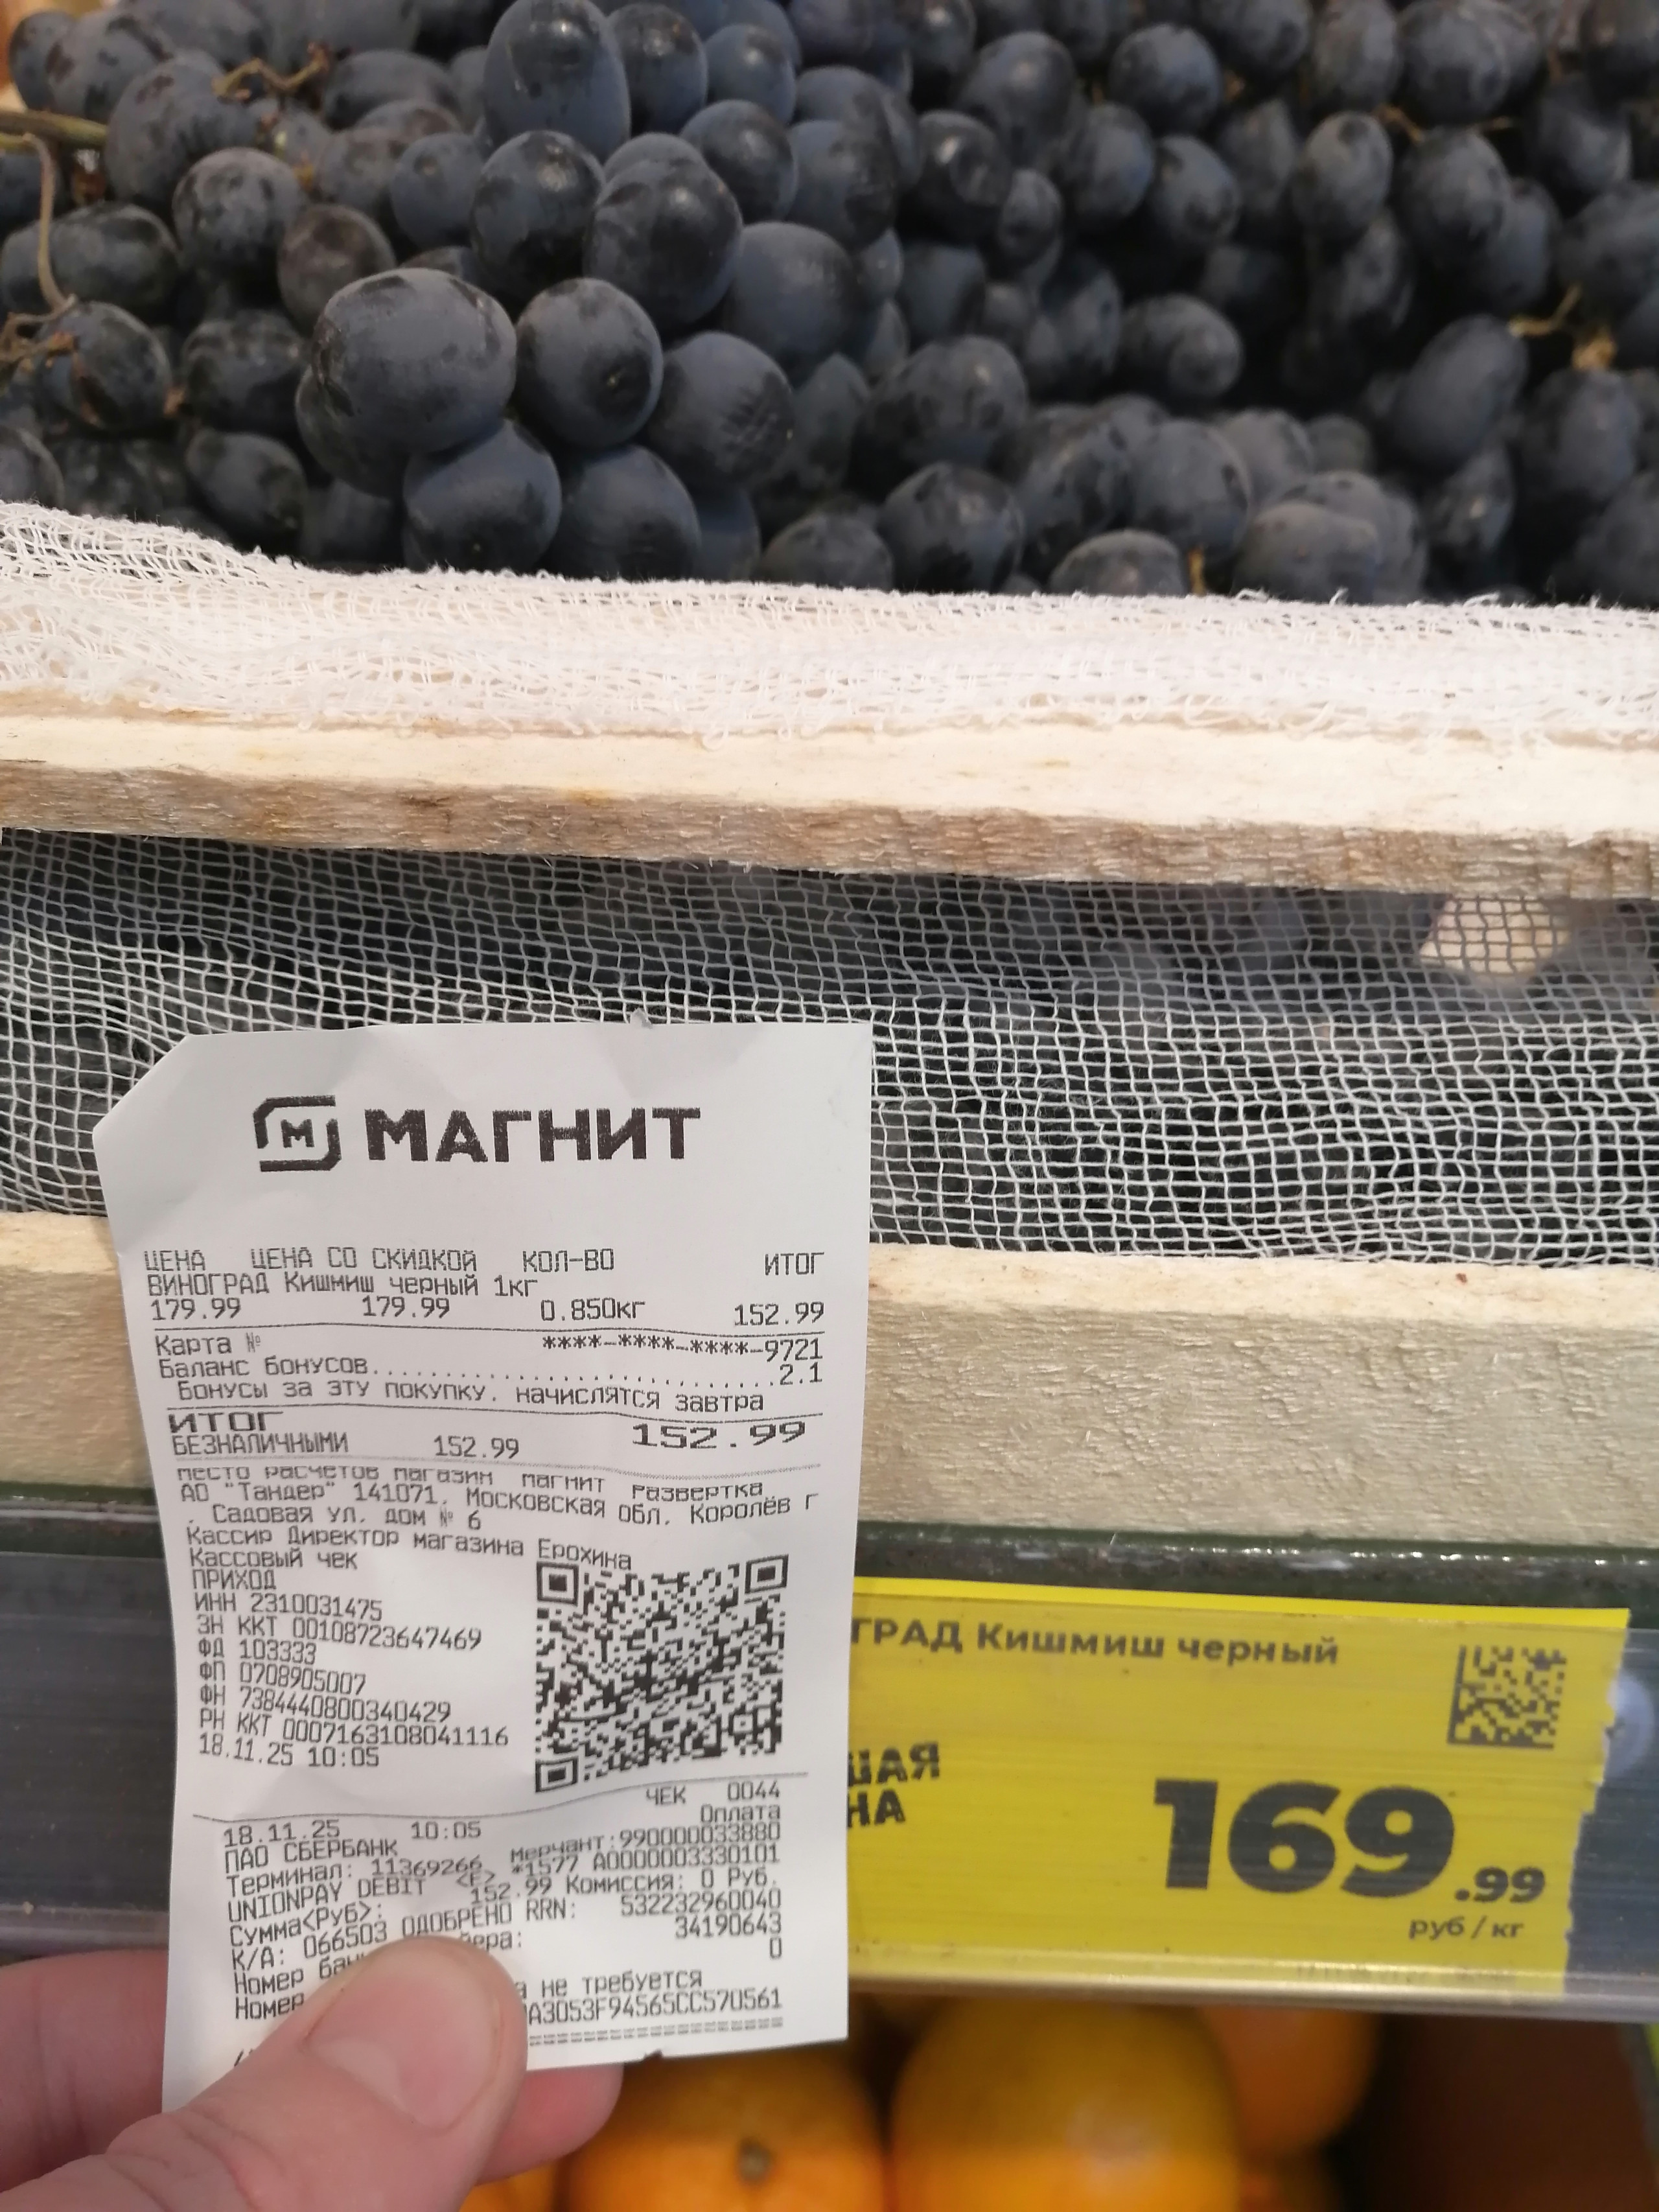 МАГНИТ
ЦЕНА ЦЕНА СО СКИДКОЙ КОЛ-ВО ИТОГ
ВИНОГРАД Кишмиш черный 1кг
179.99 179.99 0.850кг 152.99
Карта № ****-****-****-9721
Баланс бонусов..............................2.1
Бонусы за эту покупку. начислятся завтра
ИТОГ 152.99
БЕЗНАЛИЧНЫМИ 152.99
место расчетов магазин магнит развертка
АО "Тандер" 141071, Московская обл, Королёв г
, Садовая ул, дом № 6
Кассир Директор магазина Ерохина
Кассовый чек
ПРИХОД
ИНН 2310031475
ЗН ККТ 00108723647469
ФД 103333
ФП 0708905007
ФН 7384440800340429
РН ККТ 0007163108041116
18.11.25 10:05
ЧЕК 0044
18.11.25 10:05 Оплата
ПАО СБЕРБАНК Мерчант:990000033880
Терминал: 11369266 *1577 A0000003330101
UNIONPAY DEBIT <E>
Сумма<Руб>: 152.99 Комиссия: 0 Руб.
К/А: 066503 ОДОБРЕНО RRN: 532232960040
Номер 34190643
Номер 0
не требуется
A3053F94565CC570561
ГРАД Кишмиш черный
ШАЯ
НА
169.99
руб/кг